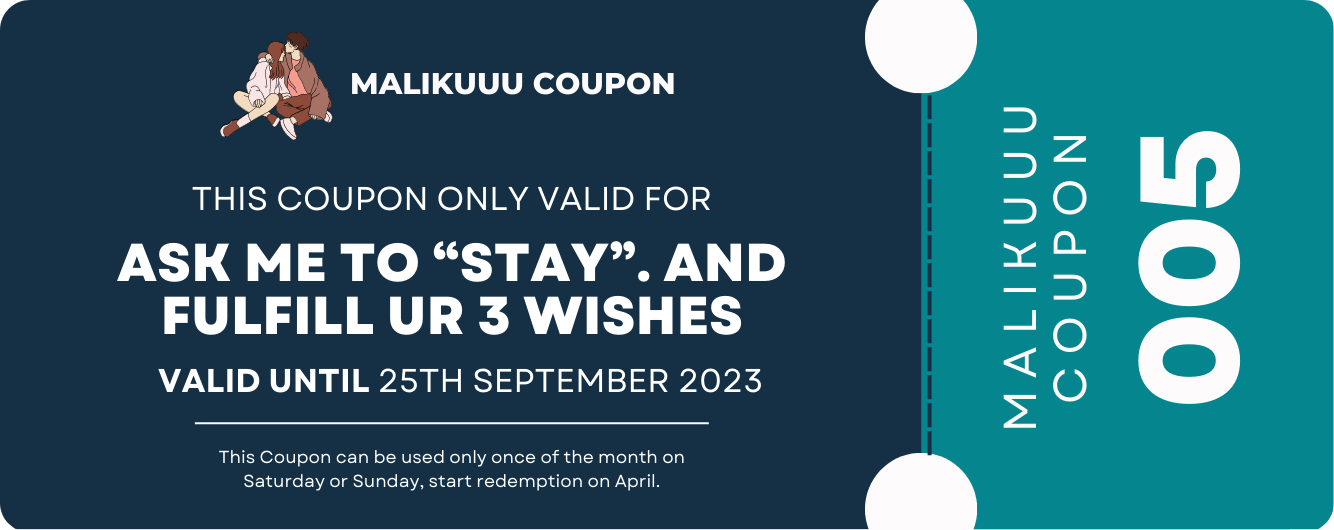 MALIKUUU COUPON
THIS COUPON ONLY VALID FOR
ASK ME TO “STAY”. AND
FULFILL UR 3 WISHES
VALID UNTIL 25TH SEPTEMBER 2023
This Coupon can be used only once of the month on
Saturday or Sunday, start redemption on April.
MALIKUUU
COUPON
005